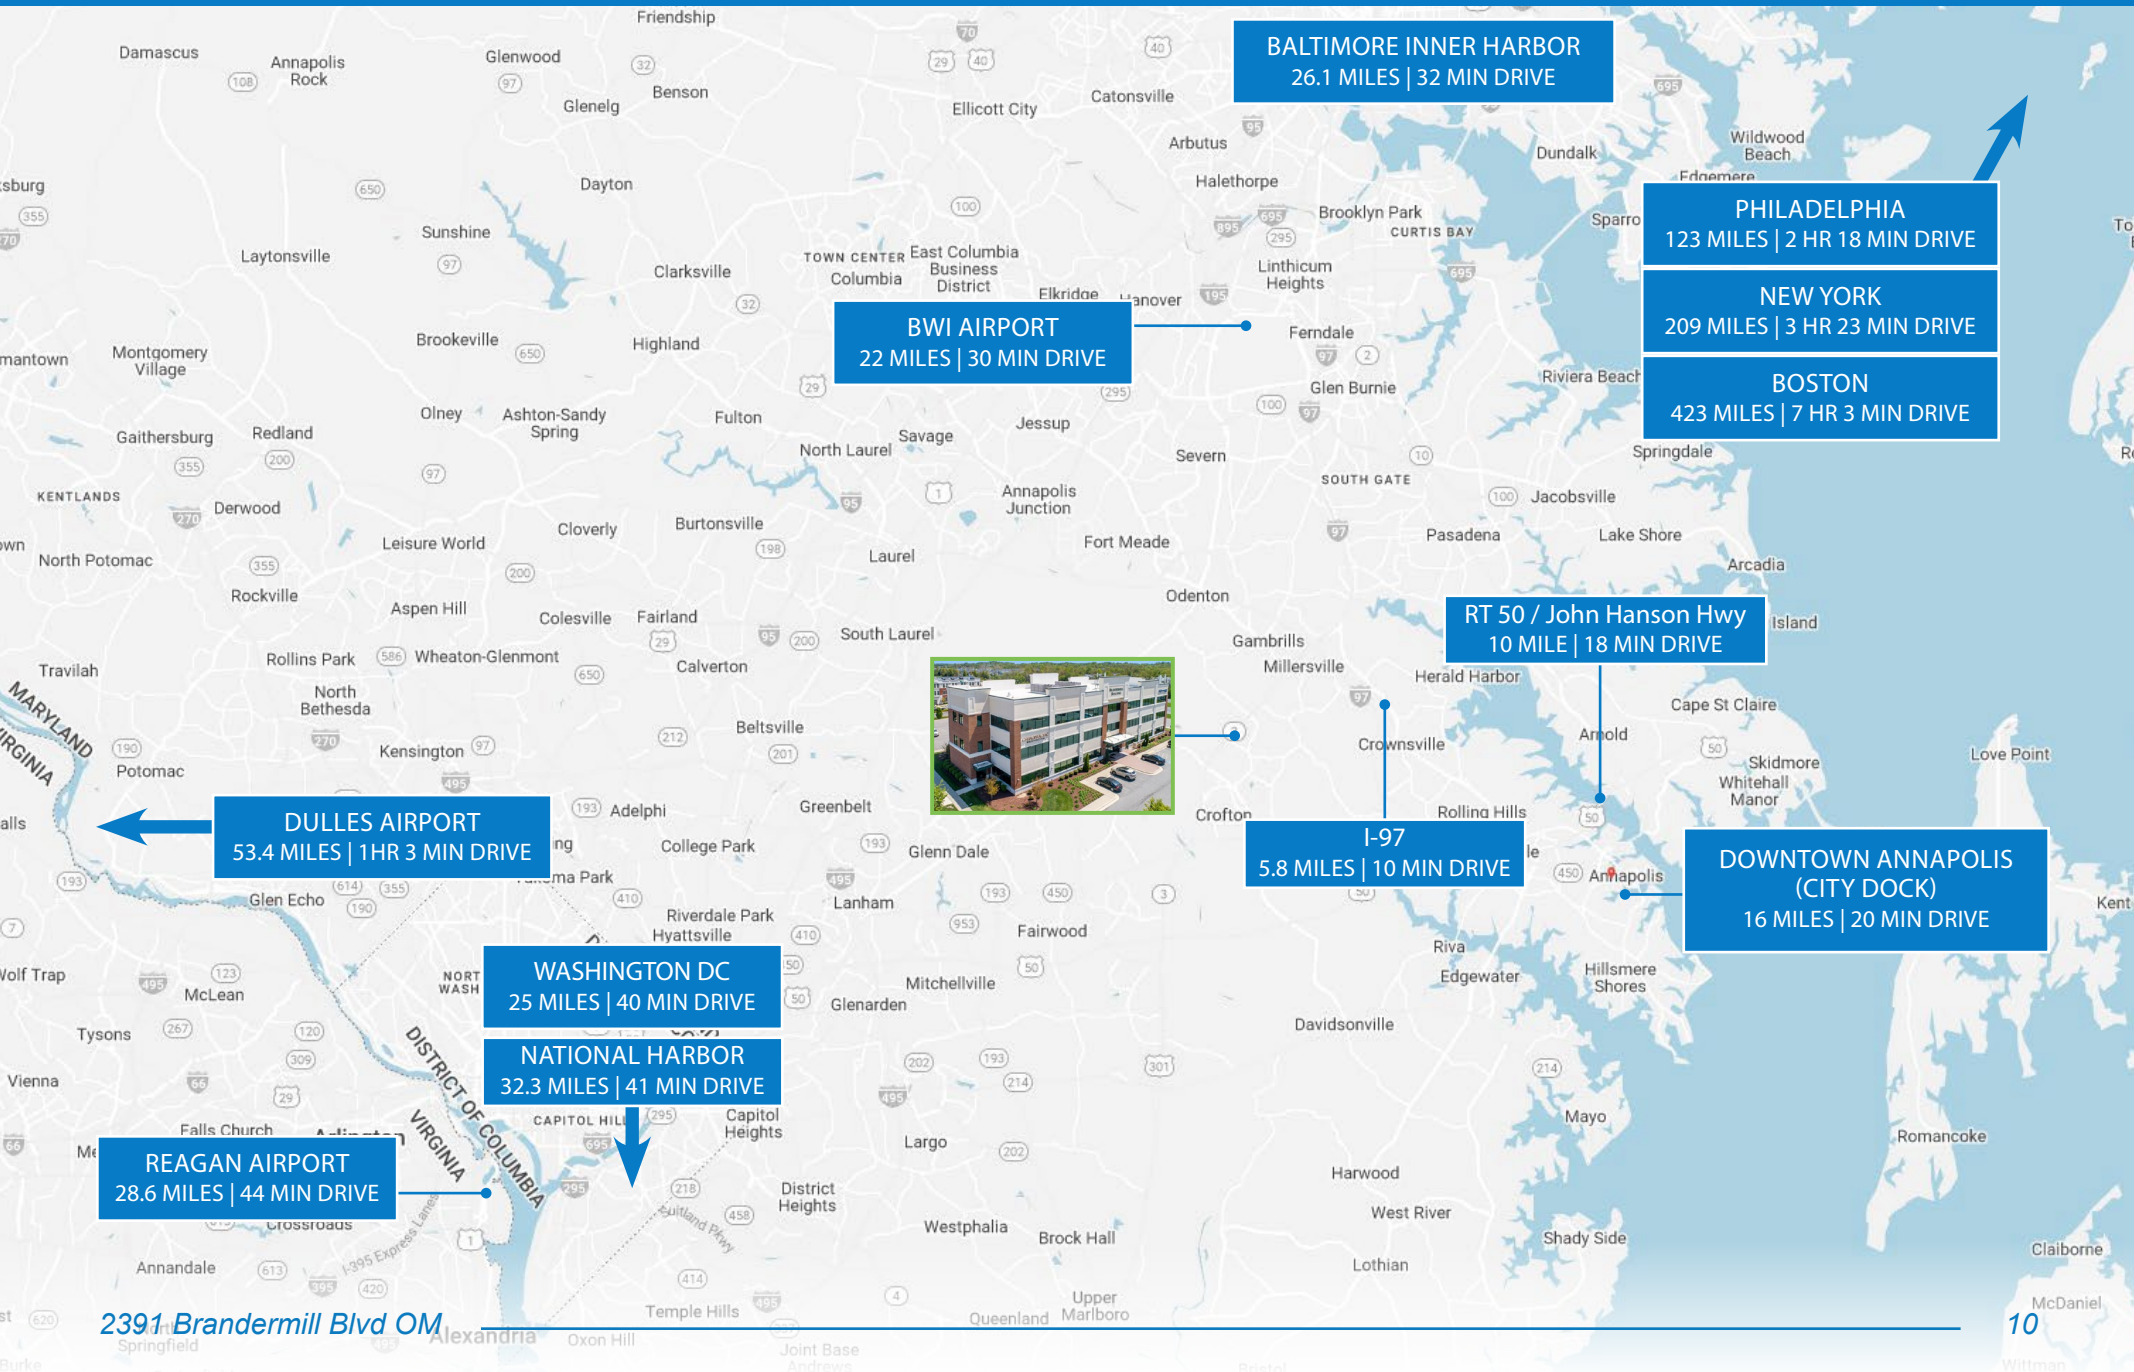 Friendship
Damascus
Annapolis
Rock
Glenwood
Glenelg
Benson
Ellicott City
Catonsville
Arbutus
BALTIMORE INNER HARBOR
26.1 MILES | 32 MIN DRIVE
Wildwood
Beach
Dundalk
Edgemere
Halethorpe
Dayton
Brooklyn Park
CURTIS BAY
PHILADELPHIA
123 MILES | 2 HR 18 MIN DRIVE
NEW YORK
209 MILES | 3 HR 23 MIN DRIVE
BOSTON
423 MILES | 7 HR 3 MIN DRIVE
Sunshine
Laytonsville
Clarksville
TOWN CENTER
Columbia
East Columbia
Business
District
Elkridge
Linthicum
Heights
BWI AIRPORT
22 MILES | 30 MIN DRIVE
Ferndale
Glen Burnie
Riviera Beach
Montgomery
Village
Brookeville
Highland
Olney
Ashton-Sandy
Spring
Fulton
Gaithersburg
Redland
North Laurel
Savage
Jessup
Severn
Springdale
KENTLANDS
Derwood
SOUTH GATE
Annapolis
Junction
Jacobsville
Cloverly
Burtonsville
Leisure World
Fort Meade
Pasadena
Lake Shore
North Potomac
Laurel
Arcadia
Rockville
Aspen Hill
Colesville
Fairland
Odenton
South Laurel
Gambrills
Millersville
RT 50 / John Hanson Hwy
10 MILE | 18 MIN DRIVE
Island
Travilah
Rollins Park
Wheaton-Glenmont
Calverton
Herald Harbor
North
Bethesda
Cape St Claire
MARYLAND
Beltsville
Kensington
Crownsville
Arnold
Skidmore
Whitehall
Manor
Love Point
Potomac
Adelphi
Greenbelt
Crofton
Rolling Hills
DULLES AIRPORT
53.4 MILES | 1HR 3 MIN DRIVE
College Park
Glenn Dale
I-97
5.8 MILES | 10 MIN DRIVE
Annapolis
DOWNTOWN ANNAPOLIS
(CITY DOCK)
16 MILES | 20 MIN DRIVE
Glen Echo
Lanham
Riverdale Park
Hyattsville
Fairwood
Riva
Edgewater
Hillsmere
Shores
WASHINGTON DC
25 MILES | 40 MIN DRIVE
McLean
Mitchellville
Glenarden
Tysons
Davidsonville
NATIONAL HARBOR
32.3 MILES | 41 MIN DRIVE
Vienna
DISTRICT OF COLUMBIA
VIRGINIA
CAPITOL HILL
Capitol
Heights
Mayo
Falls Church
Arlington
Largo
Romancoke
REAGAN AIRPORT
28.6 MILES | 44 MIN DRIVE
Harwood
District
Heights
West River
Crossroads
Suitland Pkwy
Westphalia
Brock Hall
Shady Side
Claiborne
Annandale
I-395 Express Lanes
Lothian
Temple Hills
Queenland
Upper
Marlboro
McDaniel
2391 Brandermill Blvd OM
10
Springfield
Alexandria
Oxon Hill
Joint Base
Andrews